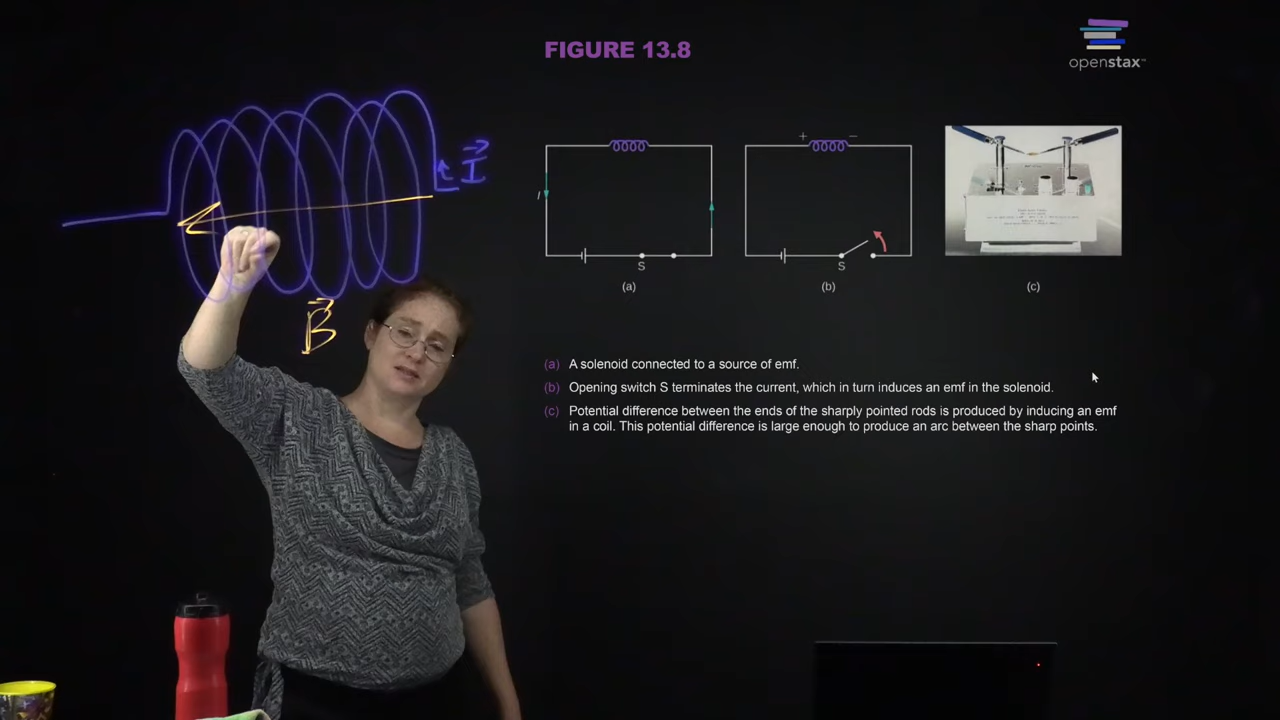 FIGURE 13.8
openstax™
I
B
I
S
(a)
+ −
S
(b)
(c)
(a) A solenoid connected to a source of emf.
(b) Opening switch S terminates the current, which in turn induces an emf in the solenoid.
(c) Potential difference between the ends of the sharply pointed rods is produced by inducing an emf
in a coil. This potential difference is large enough to produce an arc between the sharp points.